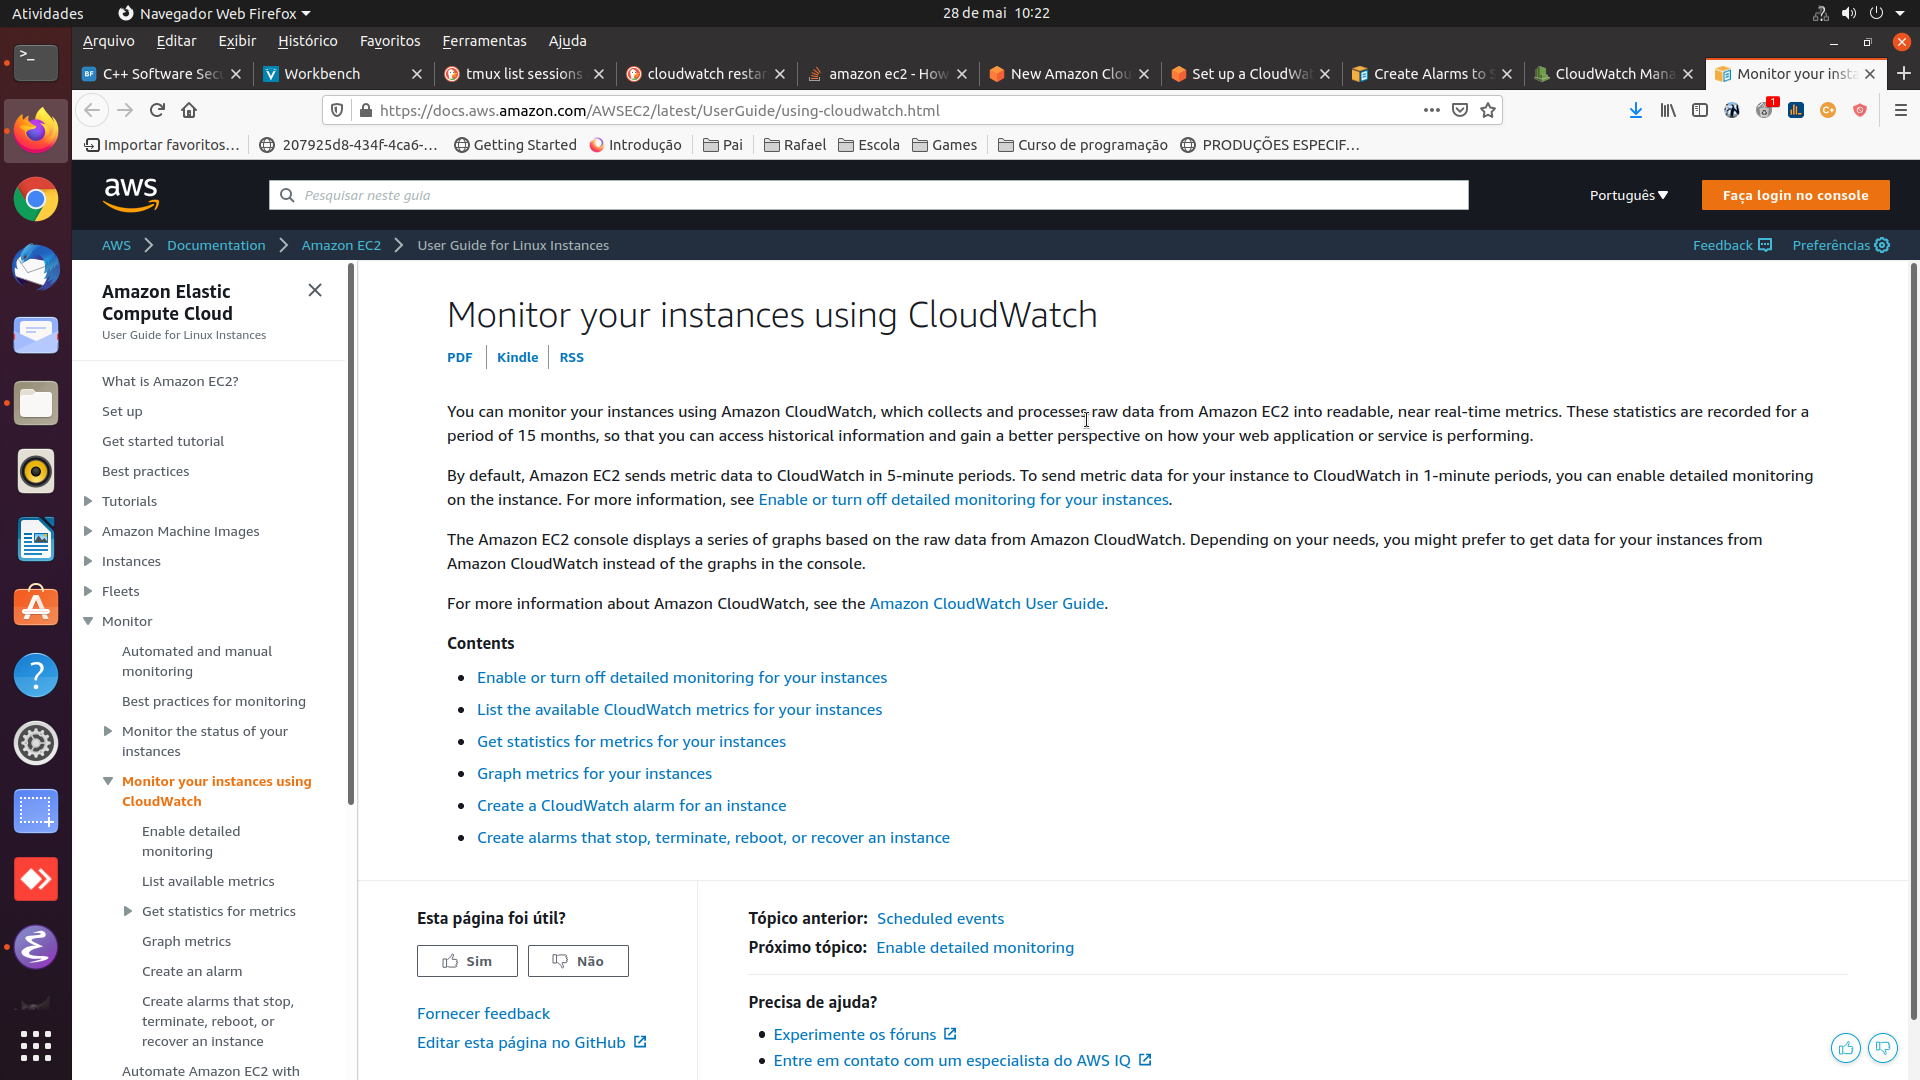 Atividades
Navegador Web Firefox
28 de mai 10:22
Arquivo Editar Exibir Histórico Favoritos Ferramentas Ajuda
C++ Software Sec
Workbench
tmux list sessions
cloudwatch restar
amazon ec2 - How
New Amazon Clou
Set up a CloudWat
Create Alarms to S
CloudWatch Mana
Monitor your insta
https://docs.aws.amazon.com/AWSEC2/latest/UserGuide/using-cloudwatch.html
1
Importar favoritos...
207925d8-434f-4ca6-...
Getting Started
Introdução
Pai
Rafael
Escola
Games
Curso de programação
PRODUÇÕES ESPECIF...
aws
Pesquisar neste guia
Português
Faça login no console
AWS
Documentation
Amazon EC2
User Guide for Linux Instances
Feedback
Preferências
Amazon Elastic
Compute Cloud
User Guide for Linux Instances
What is Amazon EC2?
Set up
Get started tutorial
Best practices
Tutorials
Amazon Machine Images
Instances
Fleets
Monitor
Automated and manual
monitoring
Best practices for monitoring
Monitor the status of your
instances
Monitor your instances using
CloudWatch
Enable detailed
monitoring
List available metrics
Get statistics for metrics
Graph metrics
Create an alarm
Create alarms that stop,
terminate, reboot, or
recover an instance
Automate Amazon EC2 with
Monitor your instances using CloudWatch
PDF
Kindle
RSS
You can monitor your instances using Amazon CloudWatch, which collects and processes raw data from Amazon EC2 into readable, near real-time metrics. These statistics are recorded for a
period of 15 months, so that you can access historical information and gain a better perspective on how your web application or service is performing.
By default, Amazon EC2 sends metric data to CloudWatch in 5-minute periods. To send metric data for your instance to CloudWatch in 1-minute periods, you can enable detailed monitoring
on the instance. For more information, see Enable or turn off detailed monitoring for your instances.
The Amazon EC2 console displays a series of graphs based on the raw data from Amazon CloudWatch. Depending on your needs, you might prefer to get data for your instances from
Amazon CloudWatch instead of the graphs in the console.
For more information about Amazon CloudWatch, see the Amazon CloudWatch User Guide.
Contents
• Enable or turn off detailed monitoring for your instances
• List the available CloudWatch metrics for your instances
• Get statistics for metrics for your instances
• Graph metrics for your instances
• Create a CloudWatch alarm for an instance
• Create alarms that stop, terminate, reboot, or recover an instance
Esta página foi útil?
Sim
Não
Fornecer feedback
Editar esta página no GitHub
Tópico anterior: Scheduled events
Próximo tópico: Enable detailed monitoring
Precisa de ajuda?
• Experimente os fóruns
• Entre em contato com um especialista do AWS IQ